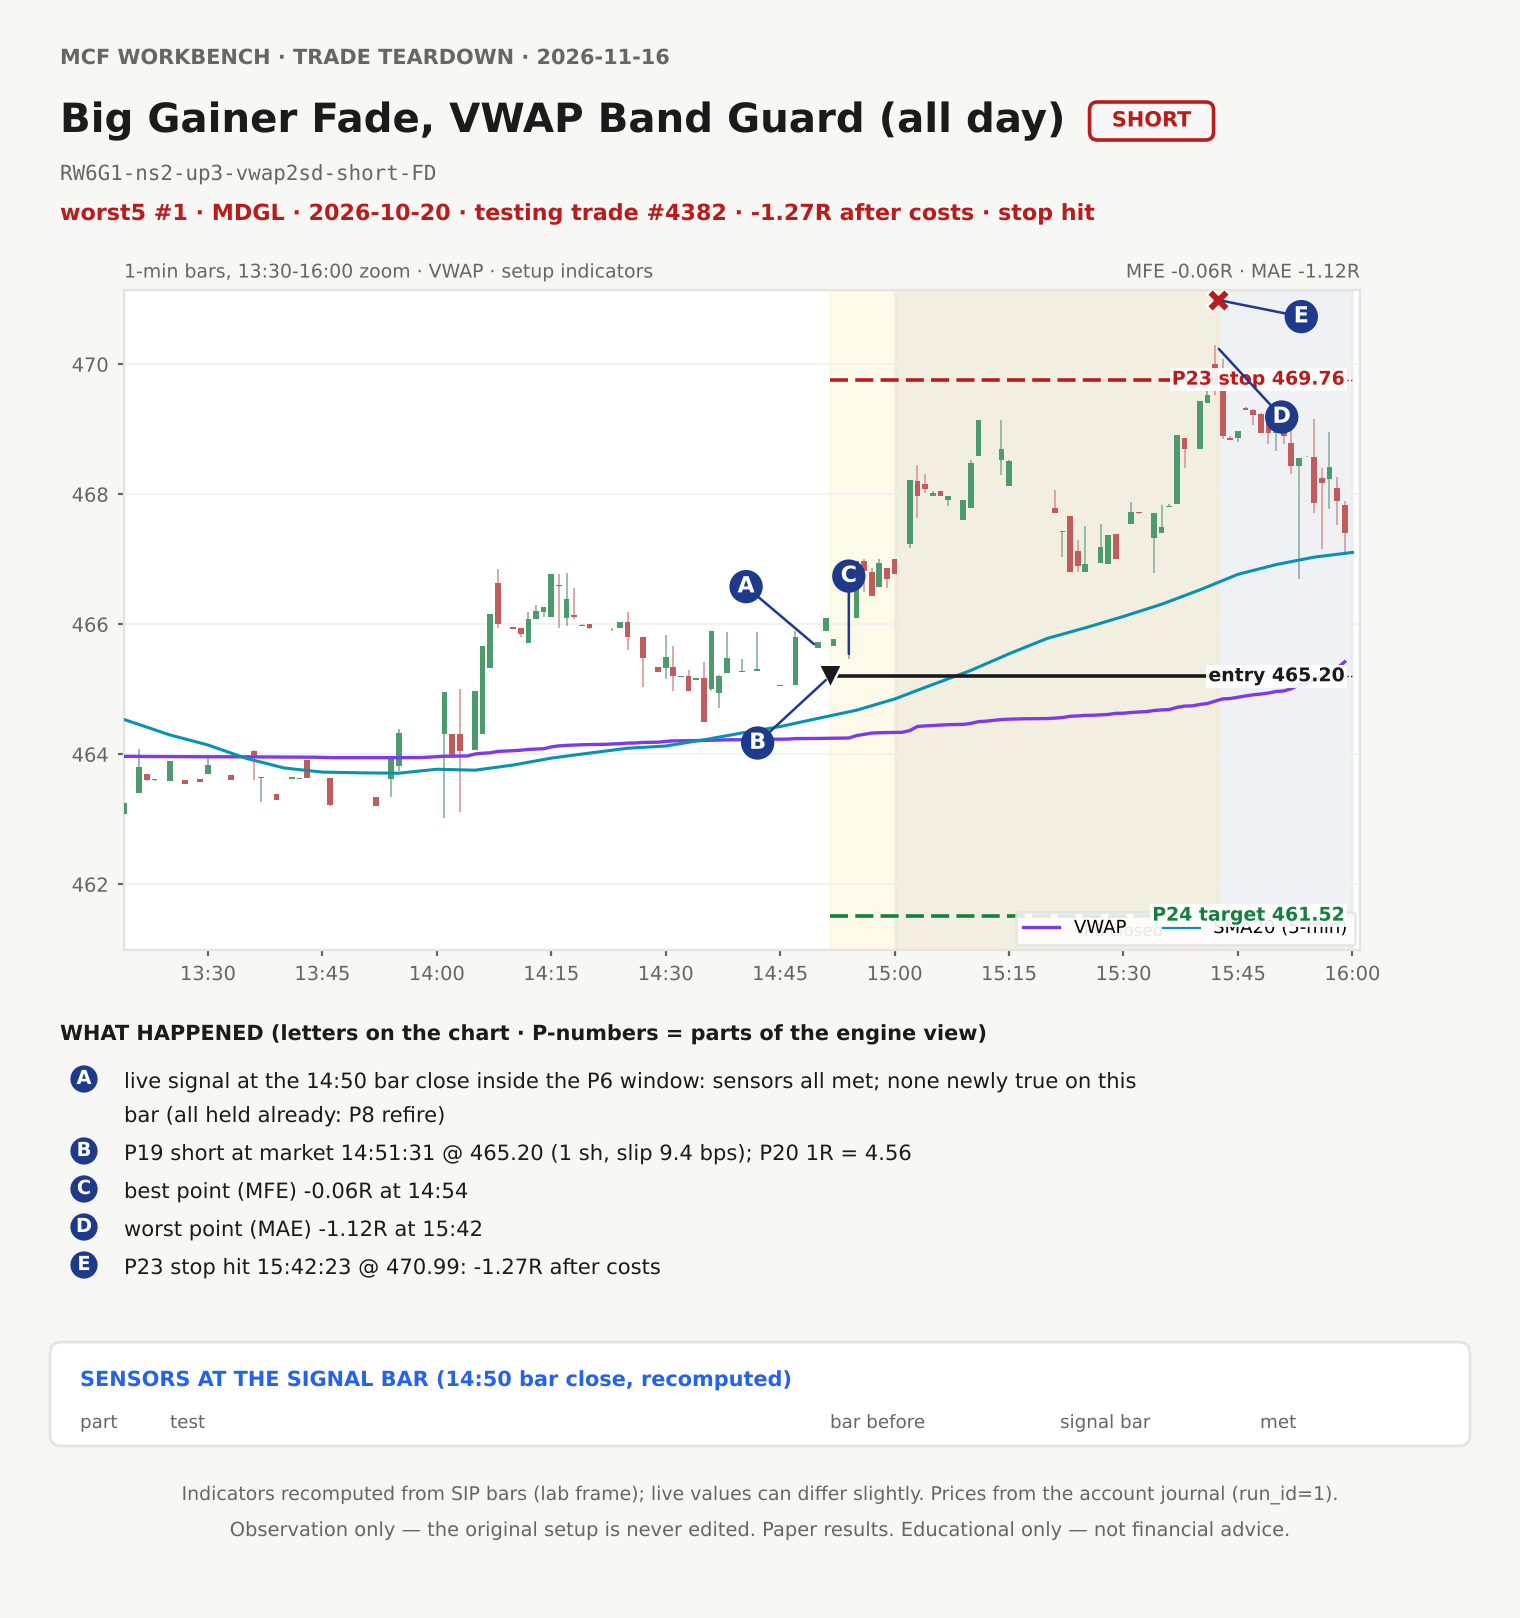 MCF WORKBENCH · TRADE TEARDOWN · 2026-11-16
Big Gainer Fade, VWAP Band Guard (all day) SHORT
RW6G1-ns2-up3-vwap2sd-short-FD
worst5 #1 · MDGL · 2026-10-20 · testing trade #4382 · -1.27R after costs · stop hit
1-min bars, 13:30-16:00 zoom · VWAP · setup indicators
MFE -0.06R · MAE -1.12R
E
470
P23 stop 469.76
D
468
A
C
466
entry 465.20
B
464
462
P24 target 461.52
VWAP
SMA20 (5-min)
13:30 13:45 14:00 14:15 14:30 14:45 15:00 15:15 15:30 15:45 16:00
WHAT HAPPENED (letters on the chart · P-numbers = parts of the engine view)
A live signal at the 14:50 bar close inside the P6 window: sensors all met; none newly true on this
bar (all held already: P8 refire)
B P19 short at market 14:51:31 @ 465.20 (1 sh, slip 9.4 bps); P20 1R = 4.56
C best point (MFE) -0.06R at 14:54
D worst point (MAE) -1.12R at 15:42
E P23 stop hit 15:42:23 @ 470.99: -1.27R after costs
SENSORS AT THE SIGNAL BAR (14:50 bar close, recomputed)
part test bar before signal bar met
Indicators recomputed from SIP bars (lab frame); live values can differ slightly. Prices from the account journal (run_id=1).
Observation only — the original setup is never edited. Paper results. Educational only — not financial advice.